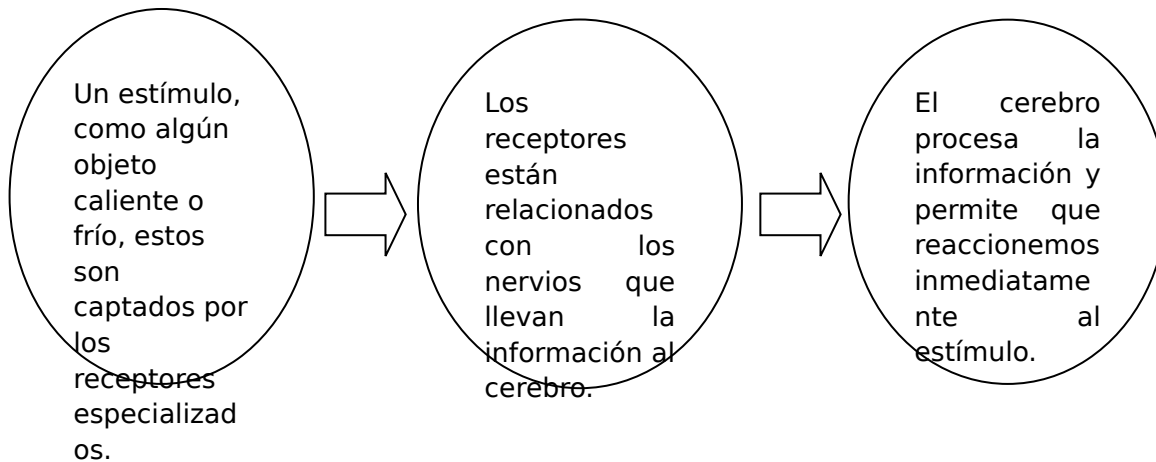 Un estímulo,
como algún
objeto
caliente o
frío, estos
son
captados por
los
receptores
especializad
os.
Los
receptores
están
relacionados
con los
nervios que
llevan la
información al
cerebro.
El cerebro
procesa la
información y
permite que
reaccionemos
inmediatame
nte al
estímulo.